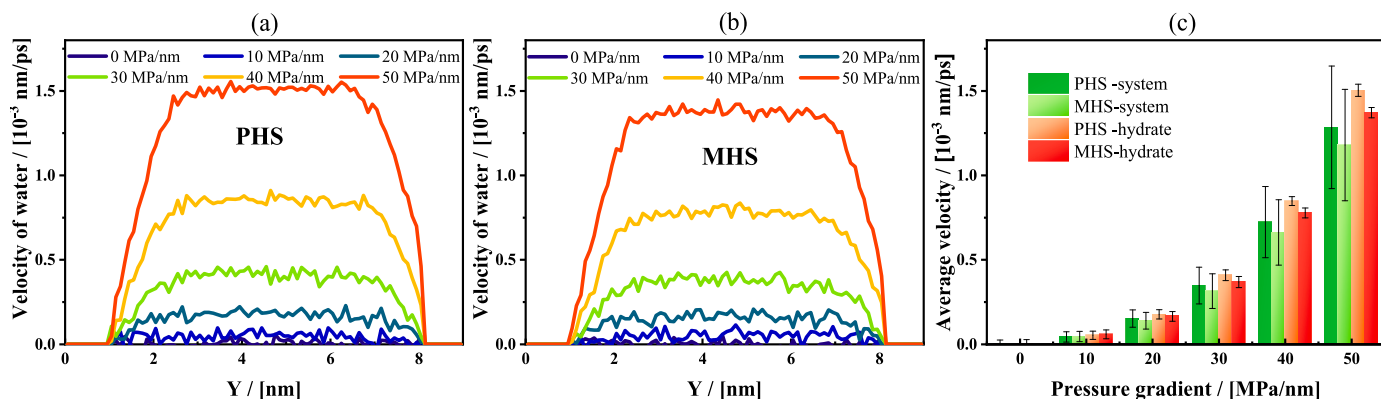 (a)
0 MPa/nm 10 MPa/nm 20 MPa/nm
30 MPa/nm 40 MPa/nm 50 MPa/nm
PHS
Velocity of water / [10⁻³ nm/ps]
0.0
0.5
1.0
1.5
0 2 4 6 8
Y / [nm]
(b)
0 MPa/nm 10 MPa/nm 20 MPa/nm
30 MPa/nm 40 MPa/nm 50 MPa/nm
MHS
Velocity of water / [10⁻³ nm/ps]
0.0
0.5
1.0
1.5
0 2 4 6 8
Y / [nm]
(c)
PHS -system
MHS-system
PHS -hydrate
MHS-hydrate
Average velocity / [10⁻³ nm/ps]
0.0
0.5
1.0
1.5
0 10 20 30 40 50
Pressure gradient / [MPa/nm]